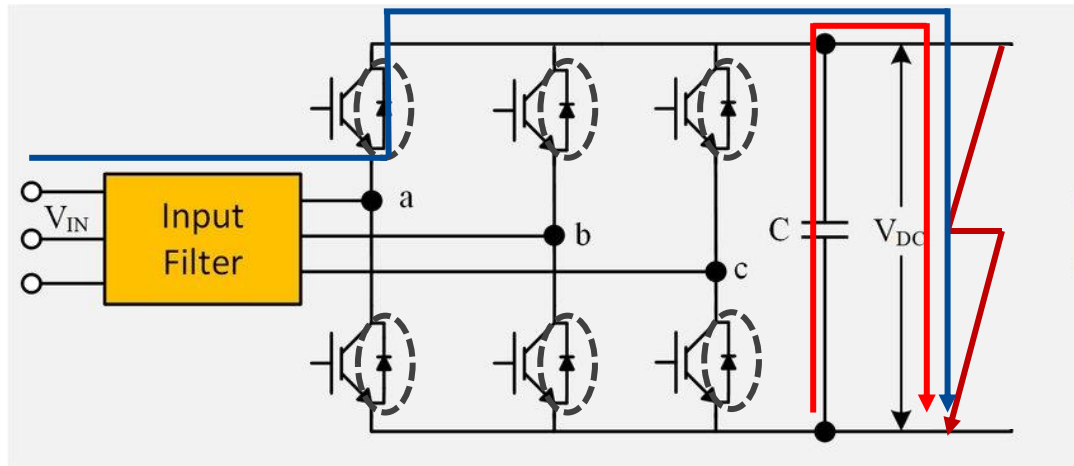 V_IN
Input
Filter
a
b
c
C
V_DC